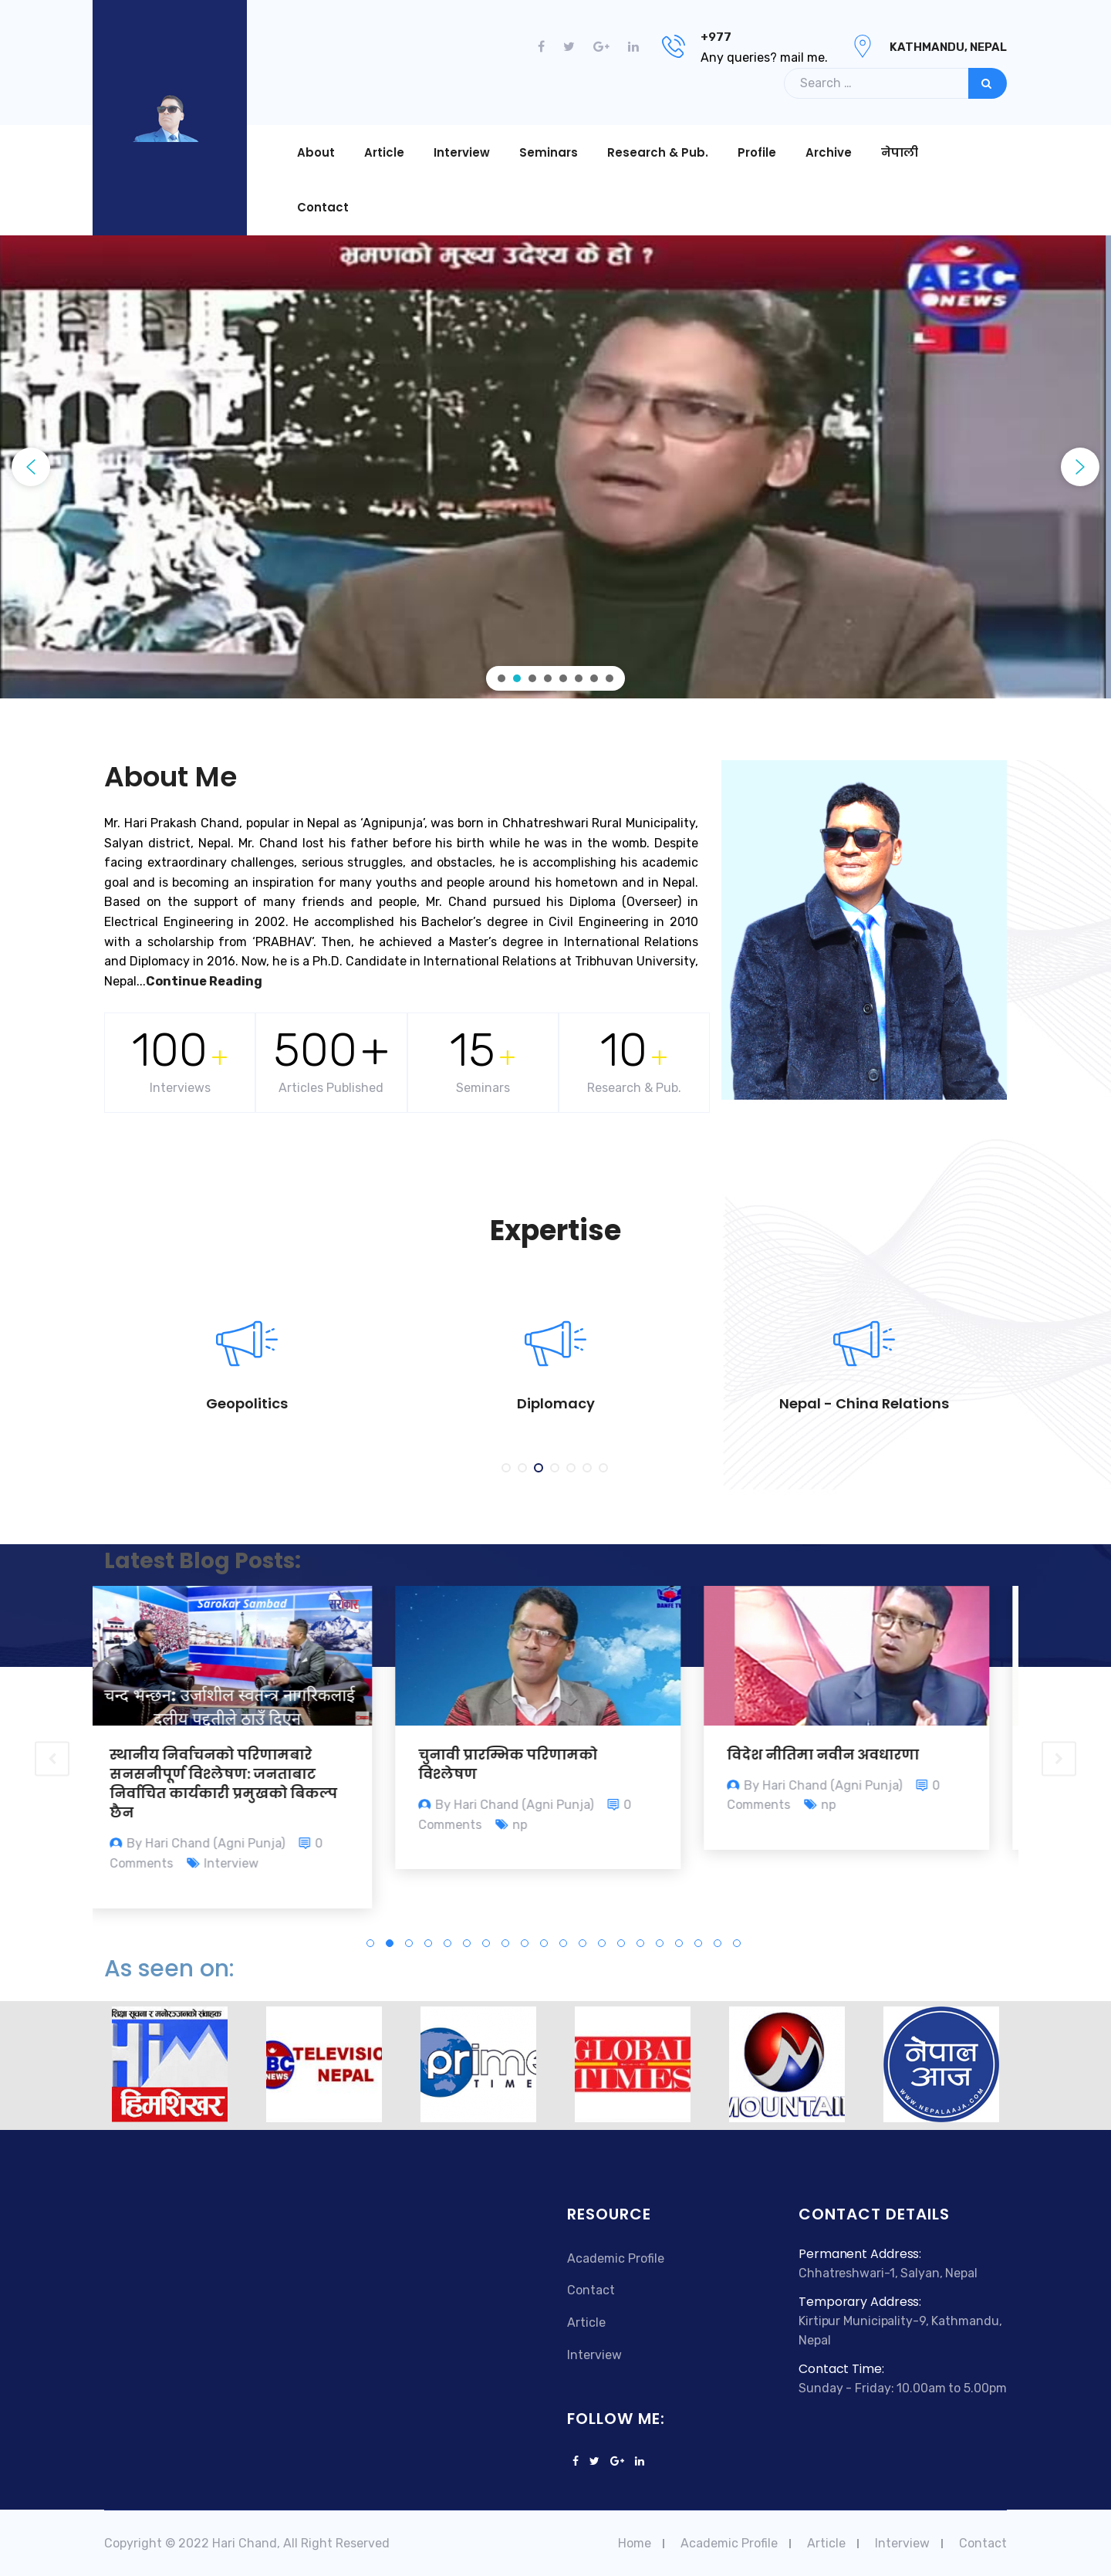 +977
Any queries? mail me.
KATHMANDU, NEPAL
Search ...
About Article Interview Seminars Research & Pub. Profile Archive नेपाली
Contact
भ्रमणको मुख्य उदेश्य के हो ?
ABC
NEWS
About Me
Mr. Hari Prakash Chand, popular in Nepal as ‘Agnipunja’, was born in Chhatreshwari Rural Municipality,
Salyan district, Nepal. Mr. Chand lost his father before his birth while he was in the womb. Despite
facing extraordinary challenges, serious struggles, and obstacles, he is accomplishing his academic
goal and is becoming an inspiration for many youths and people around his hometown and in Nepal.
Based on the support of many friends and people, Mr. Chand pursued his Diploma (Overseer) in
Electrical Engineering in 2002. He accomplished his Bachelor’s degree in Civil Engineering in 2010
with a scholarship from ‘PRABHAV’. Then, he achieved a Master’s degree in International Relations
and Diplomacy in 2016. Now, he is a Ph.D. Candidate in International Relations at Tribhuvan University,
Nepal...Continue Reading
100+ 500+ 15+ 10+
Interviews Articles Published Seminars Research & Pub.
Expertise
Geopolitics Diplomacy Nepal - China Relations
Latest Blog Posts:
Sarokar Sambad
सरोकार
चन्द भन्छन्: उर्जाशील स्वतन्त्र नागरिकलाई
दलीय पद्दतीले ठाउँ दिएन
स्थानीय निर्वाचनको परिणामबारे
सनसनीपूर्ण विश्लेषण: जनताबाट
निर्वाचित कार्यकारी प्रमुखको बिकल्प
छैन
By Hari Chand (Agni Punja) 0
Comments Interview
चुनावी प्रारम्भिक परिणामको
विश्लेषण
By Hari Chand (Agni Punja) 0
Comments np
विदेश नीतिमा नवीन अवधारणा
By Hari Chand (Agni Punja) 0
Comments np
As seen on:
शिक्षा सूचना र मनोरञ्जनको संवाहक
HIM
हिमशिखर
ABC
NEWS
TELEVISIO
NEPAL
prime
TIME
GLOBAL
TIMES
MOUNTAIN
नेपाल
आज
WWW.NEPALAAJA.COM
RESOURCE
Academic Profile
Contact
Article
Interview
FOLLOW ME:
CONTACT DETAILS
Permanent Address:
Chhatreshwari-1, Salyan, Nepal
Temporary Address:
Kirtipur Municipality-9, Kathmandu,
Nepal
Contact Time:
Sunday - Friday: 10.00am to 5.00pm
Copyright © 2022 Hari Chand, All Right Reserved
Home | Academic Profile | Article | Interview | Contact